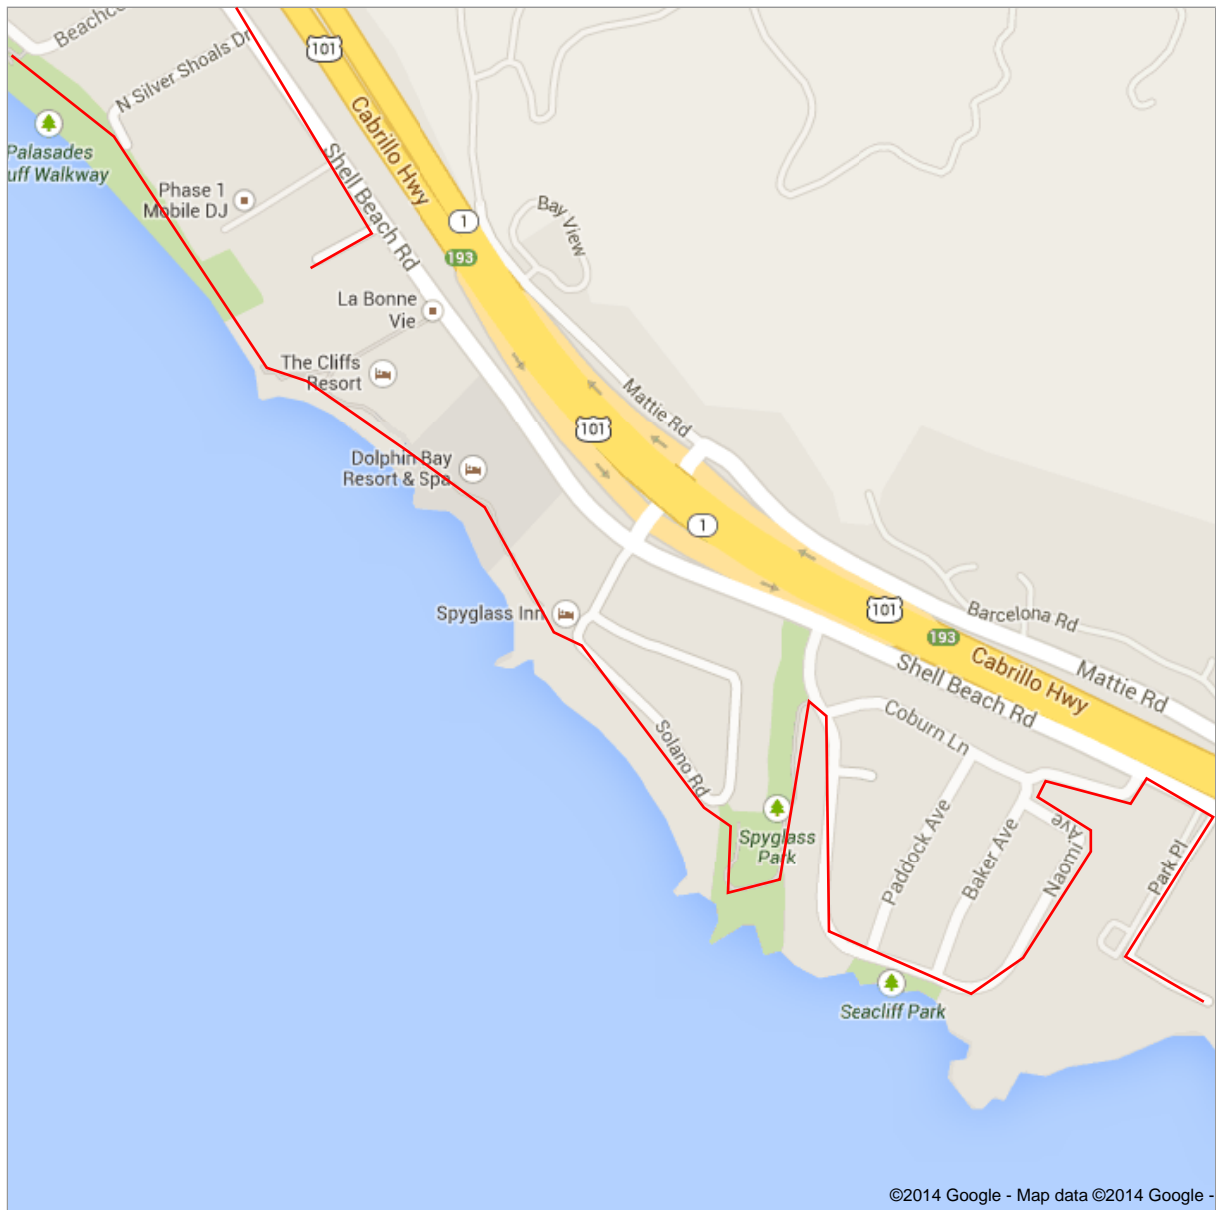 Beachco
101
N Silver Shoals Dr
Cabrillo Hwy
Palasades
uff Walkway
Shell Beach Rd
Phase 1
Mobile DJ
1
Bay View
193
La Bonne
Vie
The Cliffs
Resort
Mattie Rd
101
Dolphin Bay
Resort & Spa
1
Spyglass Inn
101
Barcelona Rd
193
Cabrillo Hwy
Mattie Rd
Shell Beach Rd
Coburn Ln
Solano Rd
Spyglass
Park
Paddock Ave
Baker Ave
Naomi Ave
Park Pl
Seacliff Park
©2014 Google - Map data ©2014 Google -